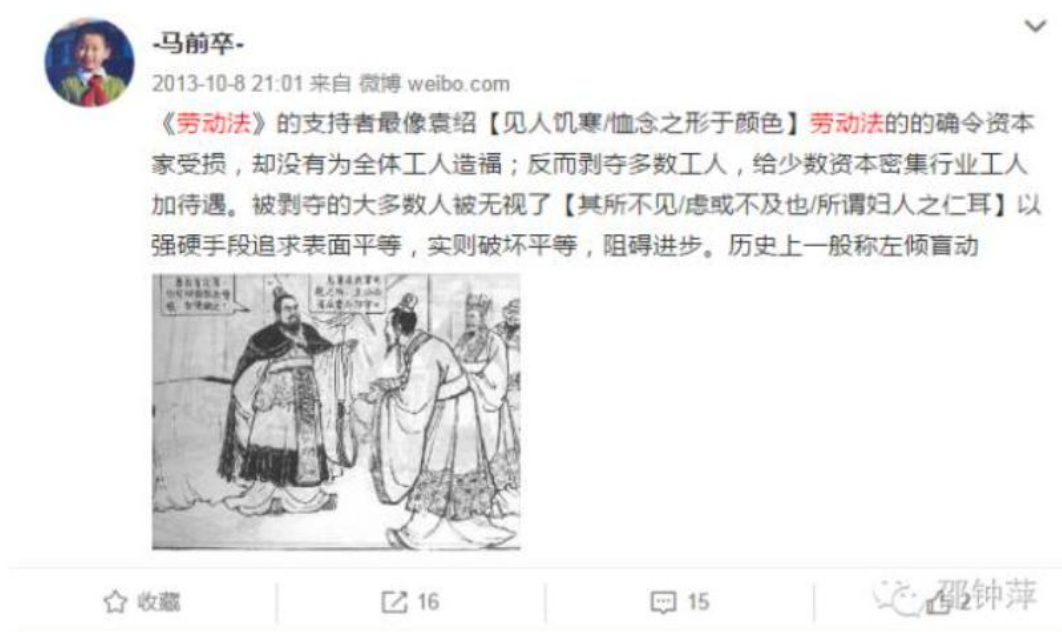 -马前卒-
2013-10-8 21:01 来自 微博 weibo.com
《劳动法》的支持者最像袁绍【见人饥寒/恤念之形于颜色】劳动法的的确令资本
家受损，却没有为全体工人造福；反而剥夺多数工人，给少数资本密集行业工人
加待遇。被剥夺的大多数人被无视了【其所不见/虑或不及也/所谓妇人之仁耳】以
强硬手段追求表面平等，实则破坏平等，阻碍进步。历史上一般称左倾盲动
收藏
16
15
2
邵钟萍